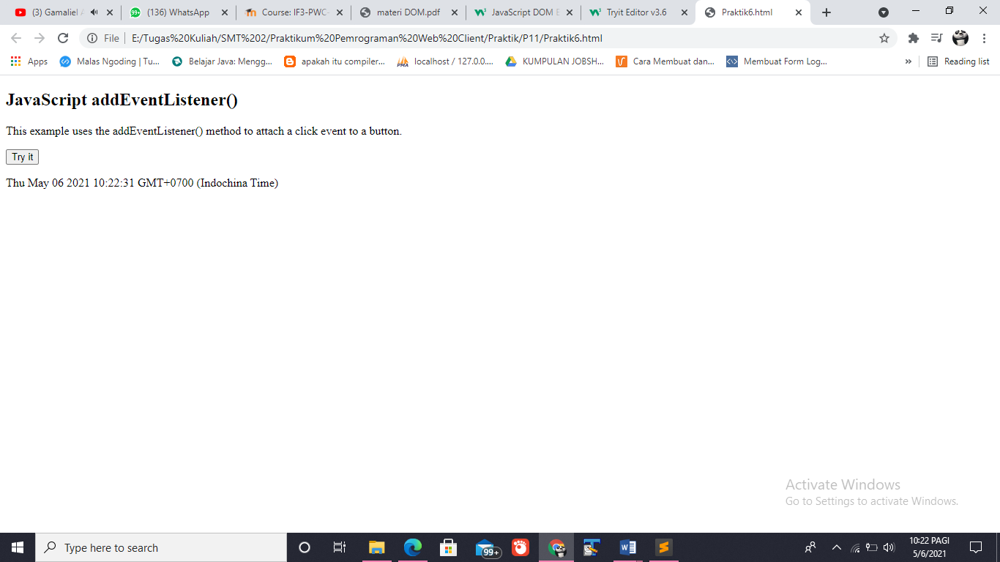 (3) Gamaliel A
(136) WhatsApp
Course: IF3-PWC-
materi DOM.pdf
JavaScript DOM E
Tryit Editor v3.6
Praktik6.html
File
E:/Tugas%20Kuliah/SMT%202/Praktikum%20Pemrograman%20Web%20Client/Praktik/P11/Praktik6.html
Apps
Malas Ngoding | Tu...
Belajar Java: Mengg...
apakah itu compiler...
localhost / 127.0.0....
KUMPULAN JOBSH...
Cara Membuat dan...
Membuat Form Log...
»
Reading list
JavaScript addEventListener()
This example uses the addEventListener() method to attach a click event to a button.
Try it
Thu May 06 2021 10:22:31 GMT+0700 (Indochina Time)
Activate Windows
Go to Settings to activate Windows.
Type here to search
99+
10:22 PAGI
5/6/2021